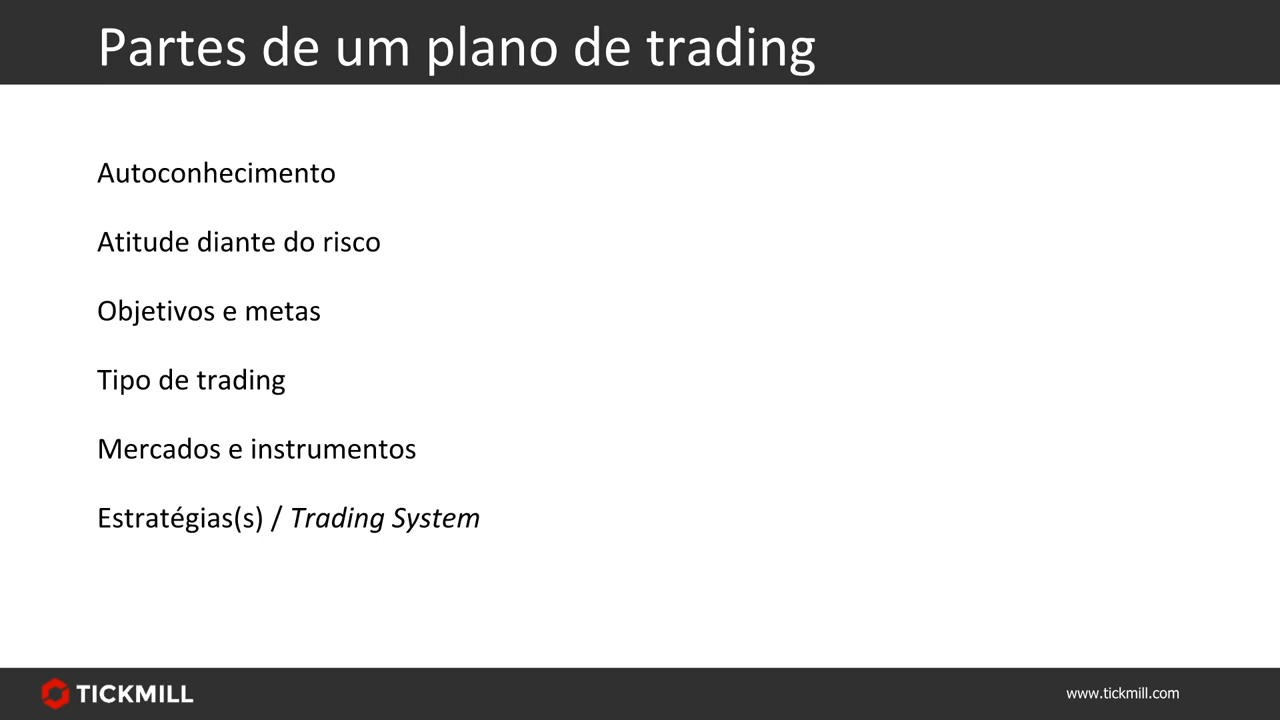 Partes de um plano de trading
Autoconhecimento
Atitude diante do risco
Objetivos e metas
Tipo de trading
Mercados e instrumentos
Estratégias(s) / Trading System
TICKMILL
www.tickmill.com